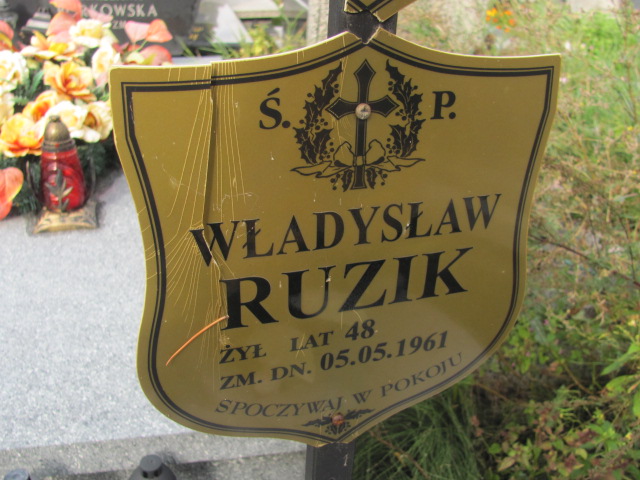 Ś. P.
WŁADYSŁAW
RUZIK
ŻYŁ LAT 48
ZM. DN. 05.05.1961
SPOCZYWAJ W POKOJU